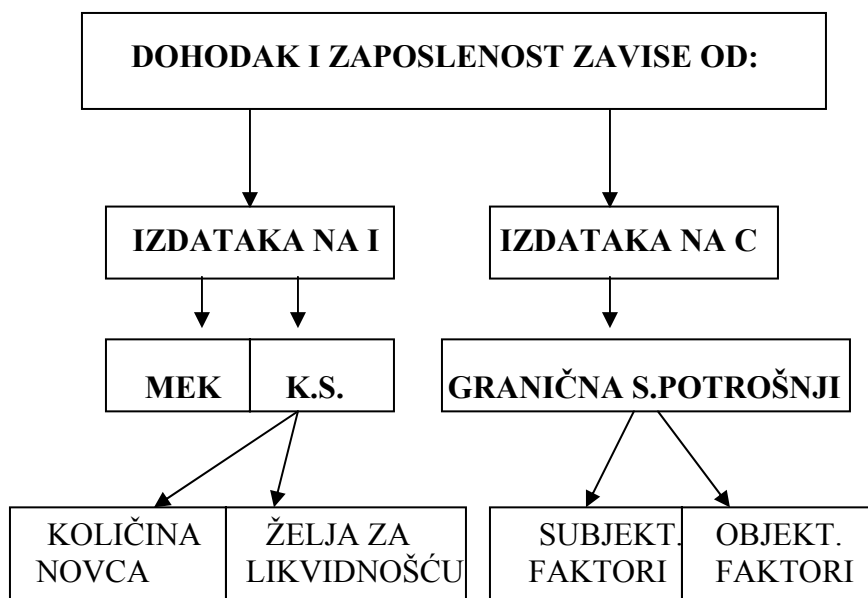 DOHODAK I ZAPOSLENOST ZAVISE OD:
IZDATAKA NA I
IZDATAKA NA C
MEK
K.S.
GRANIČNA S.POTROŠNJI
KOLIČINA
NOVCA
ŽELJA ZA
LIKVIDNOŠĆU
SUBJEKT.
FAKTORI
OBJEKT.
FAKTORI